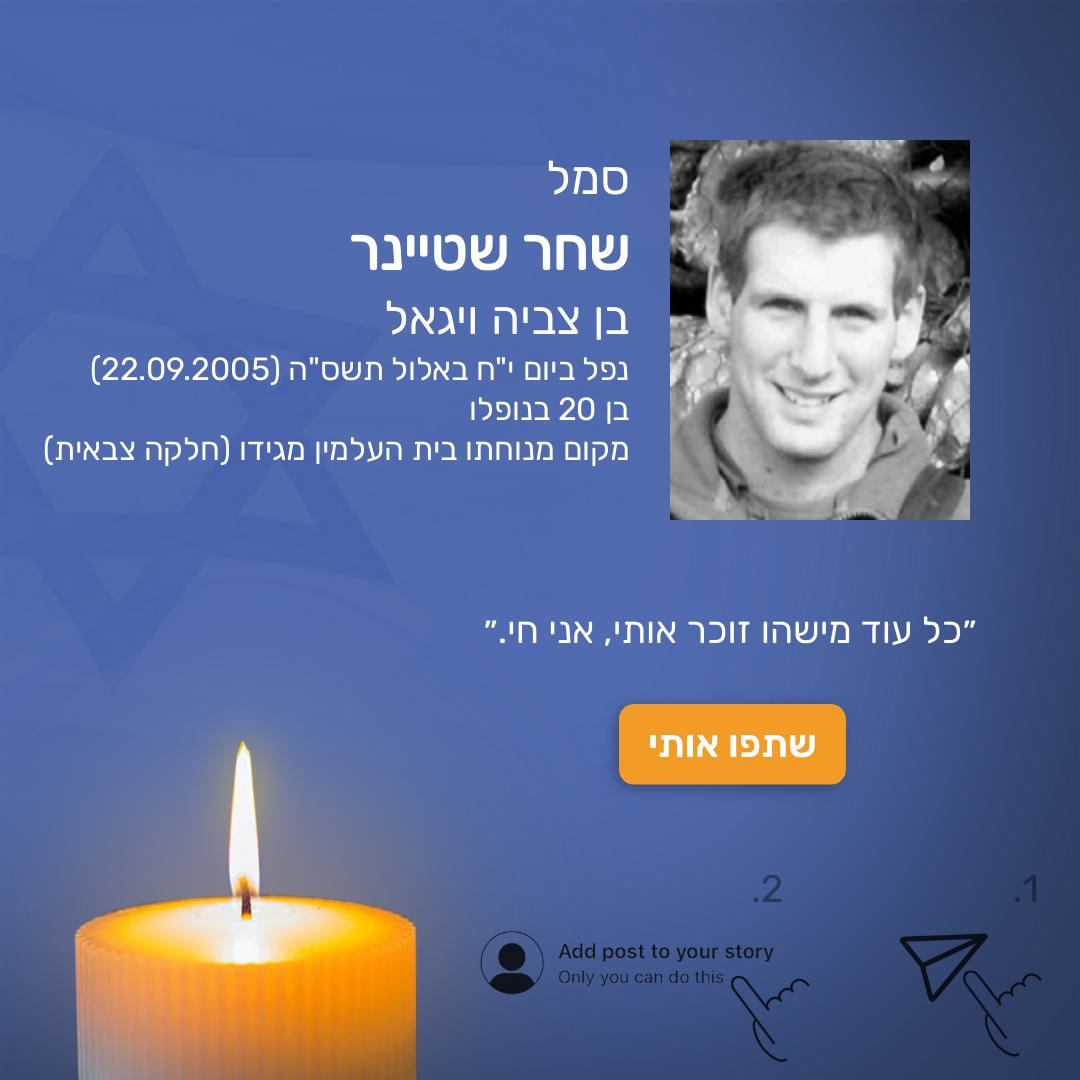 סמל
שחר שטיינר
בן צביה ויגאל
נפל ביום י"ח באלול תשס"ה (22.09.2005)
בן 20 בנופלו
מקום מנוחתו בית העלמין מגידו (חלקה צבאית)
״כל עוד מישהו זוכר אותי, אני חי.״
שתפו אותי
1.
2.
Add post to your story
Only you can do this